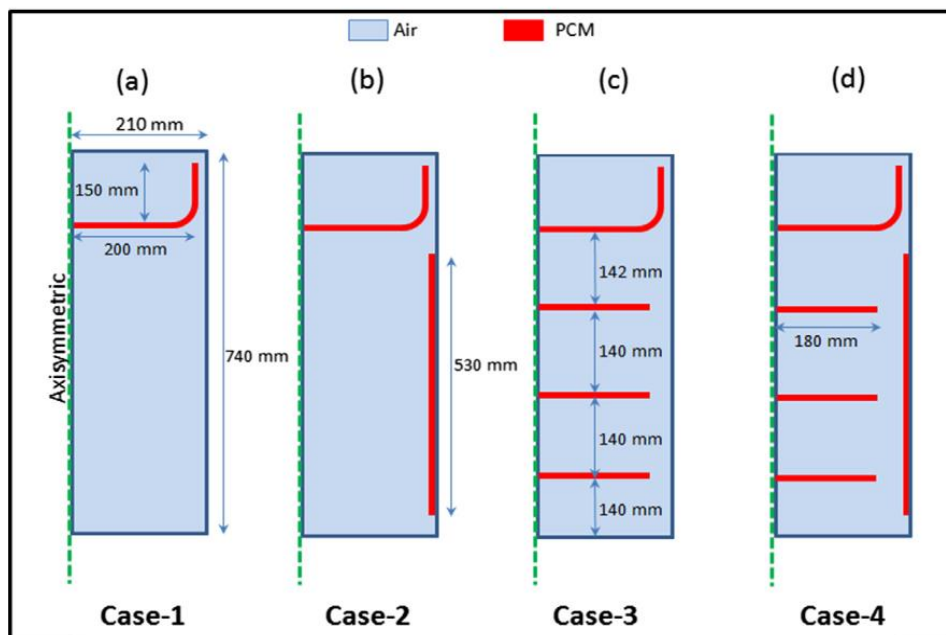 Air PCM
(a) (b) (c) (d)
210 mm
150 mm
200 mm
142 mm
180 mm
Axisymmetric
740 mm
530 mm
140 mm
140 mm
140 mm
Case-1 Case-2 Case-3 Case-4